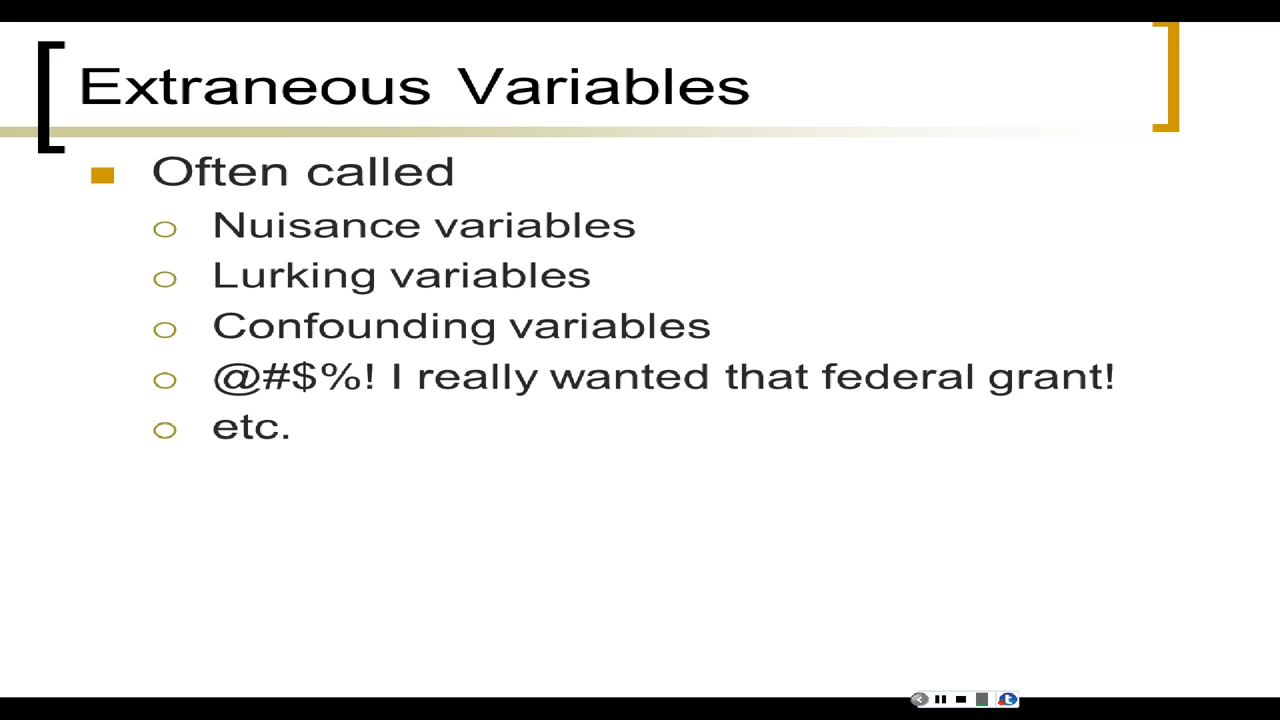 Extraneous Variables
Often called
Nuisance variables
Lurking variables
Confounding variables
@#$%! I really wanted that federal grant!
etc.